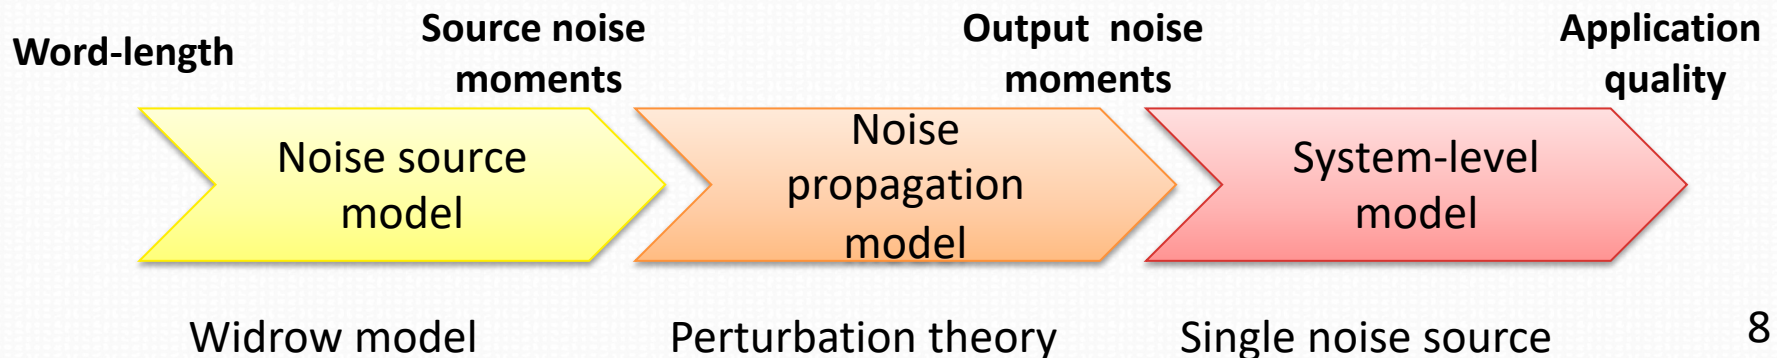 Word-length
Source noise
moments
Output noise
moments
Application
quality
Noise source
model
Noise
propagation
model
System-level
model
Widrow model
Perturbation theory
Single noise source
8